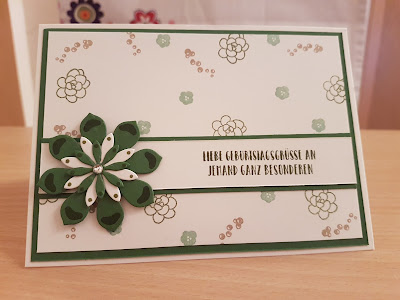 LIEBE GEBURTSTAGSGRÜSSE AN
JEMAND GANZ BESONDEREN